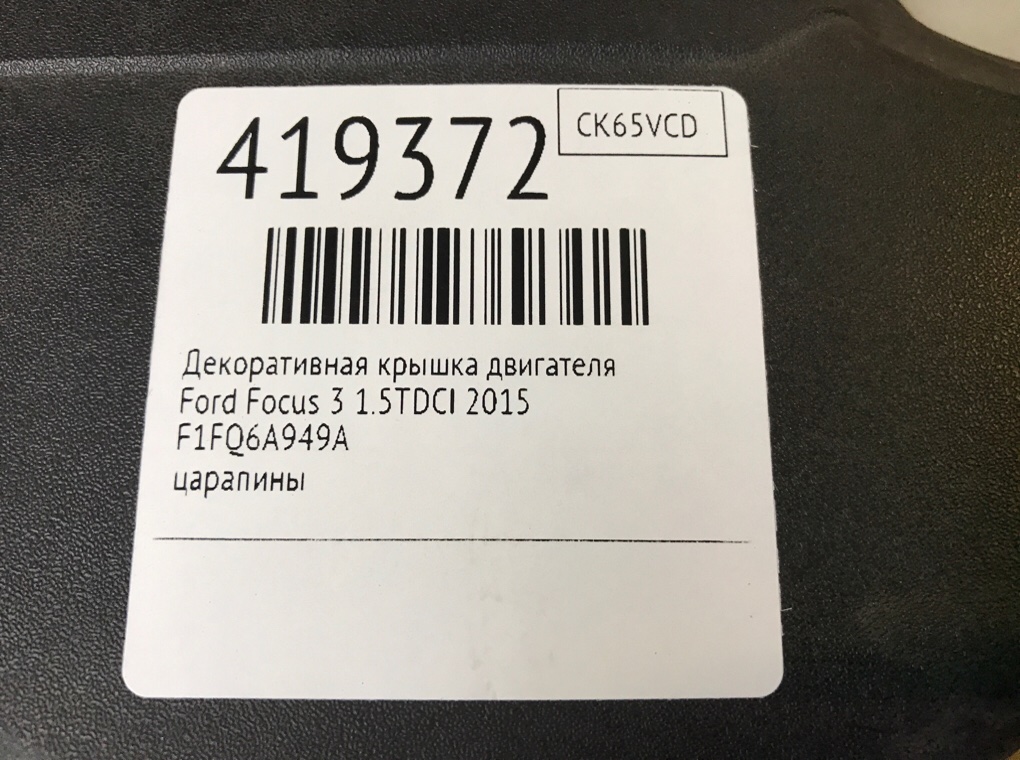 419372
CK65VCD
Декоративная крышка двигателя
Ford Focus 3 1.5TDCI 2015
F1FQ6A949A
царапины